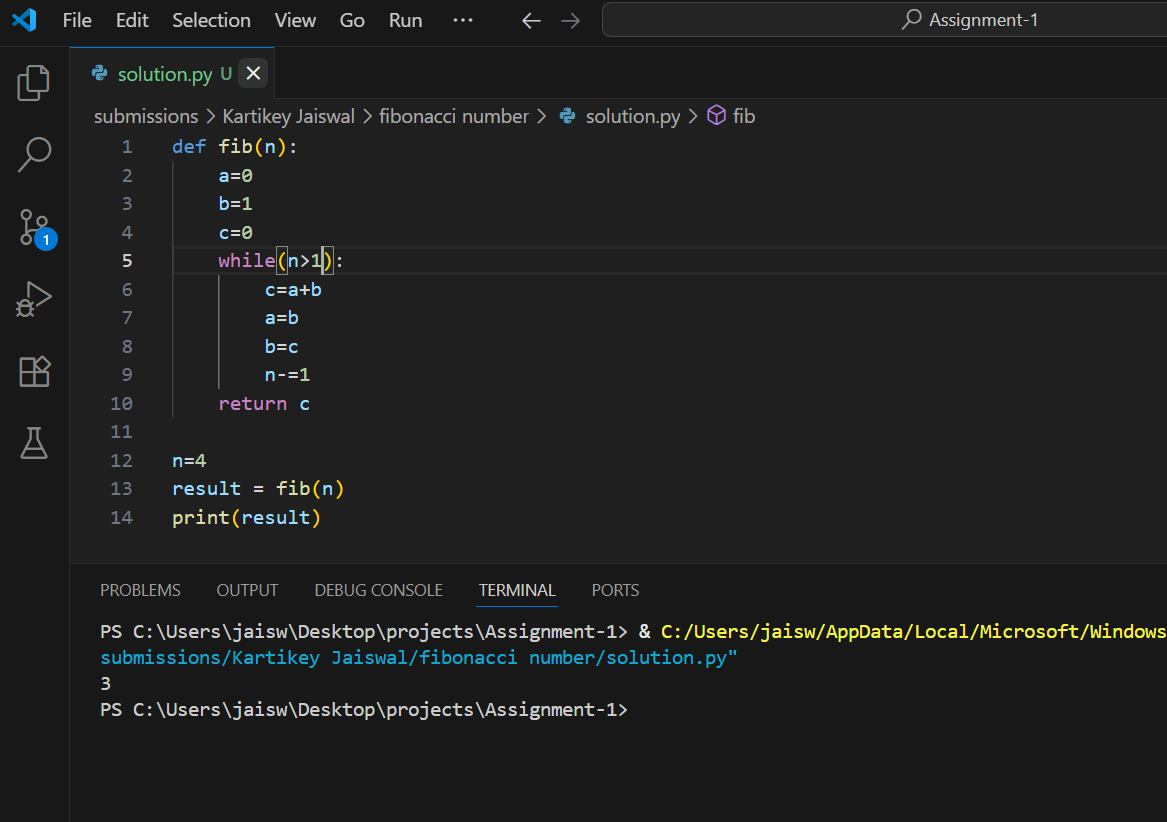 File Edit Selection View Go Run ··· ← → Assignment-1
solution.py U
submissions > Kartikey Jaiswal > fibonacci number > solution.py > fib
1 def fib(n):
2     a=0
3     b=1
4     c=0
5     while(n>1):
6         c=a+b
7         a=b
8         b=c
9         n-=1
10     return c
11
12 n=4
13 result = fib(n)
14 print(result)
1
PROBLEMS OUTPUT DEBUG CONSOLE TERMINAL PORTS
PS C:\Users\jaisw\Desktop\projects\Assignment-1> & C:/Users/jaisw/AppData/Local/Microsoft/Windows
submissions/Kartikey Jaiswal/fibonacci number/solution.py"
3
PS C:\Users\jaisw\Desktop\projects\Assignment-1>